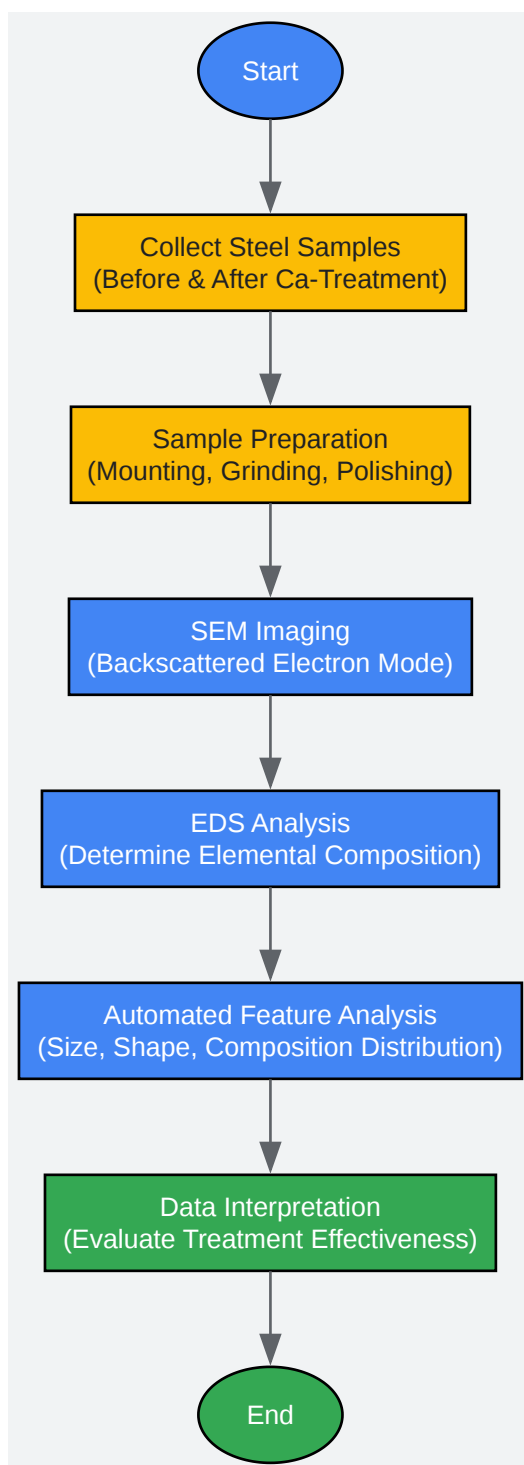 Start
Collect Steel Samples
(Before & After Ca-Treatment)
Sample Preparation
(Mounting, Grinding, Polishing)
SEM Imaging
(Backscattered Electron Mode)
EDS Analysis
(Determine Elemental Composition)
Automated Feature Analysis
(Size, Shape, Composition Distribution)
Data Interpretation
(Evaluate Treatment Effectiveness)
End